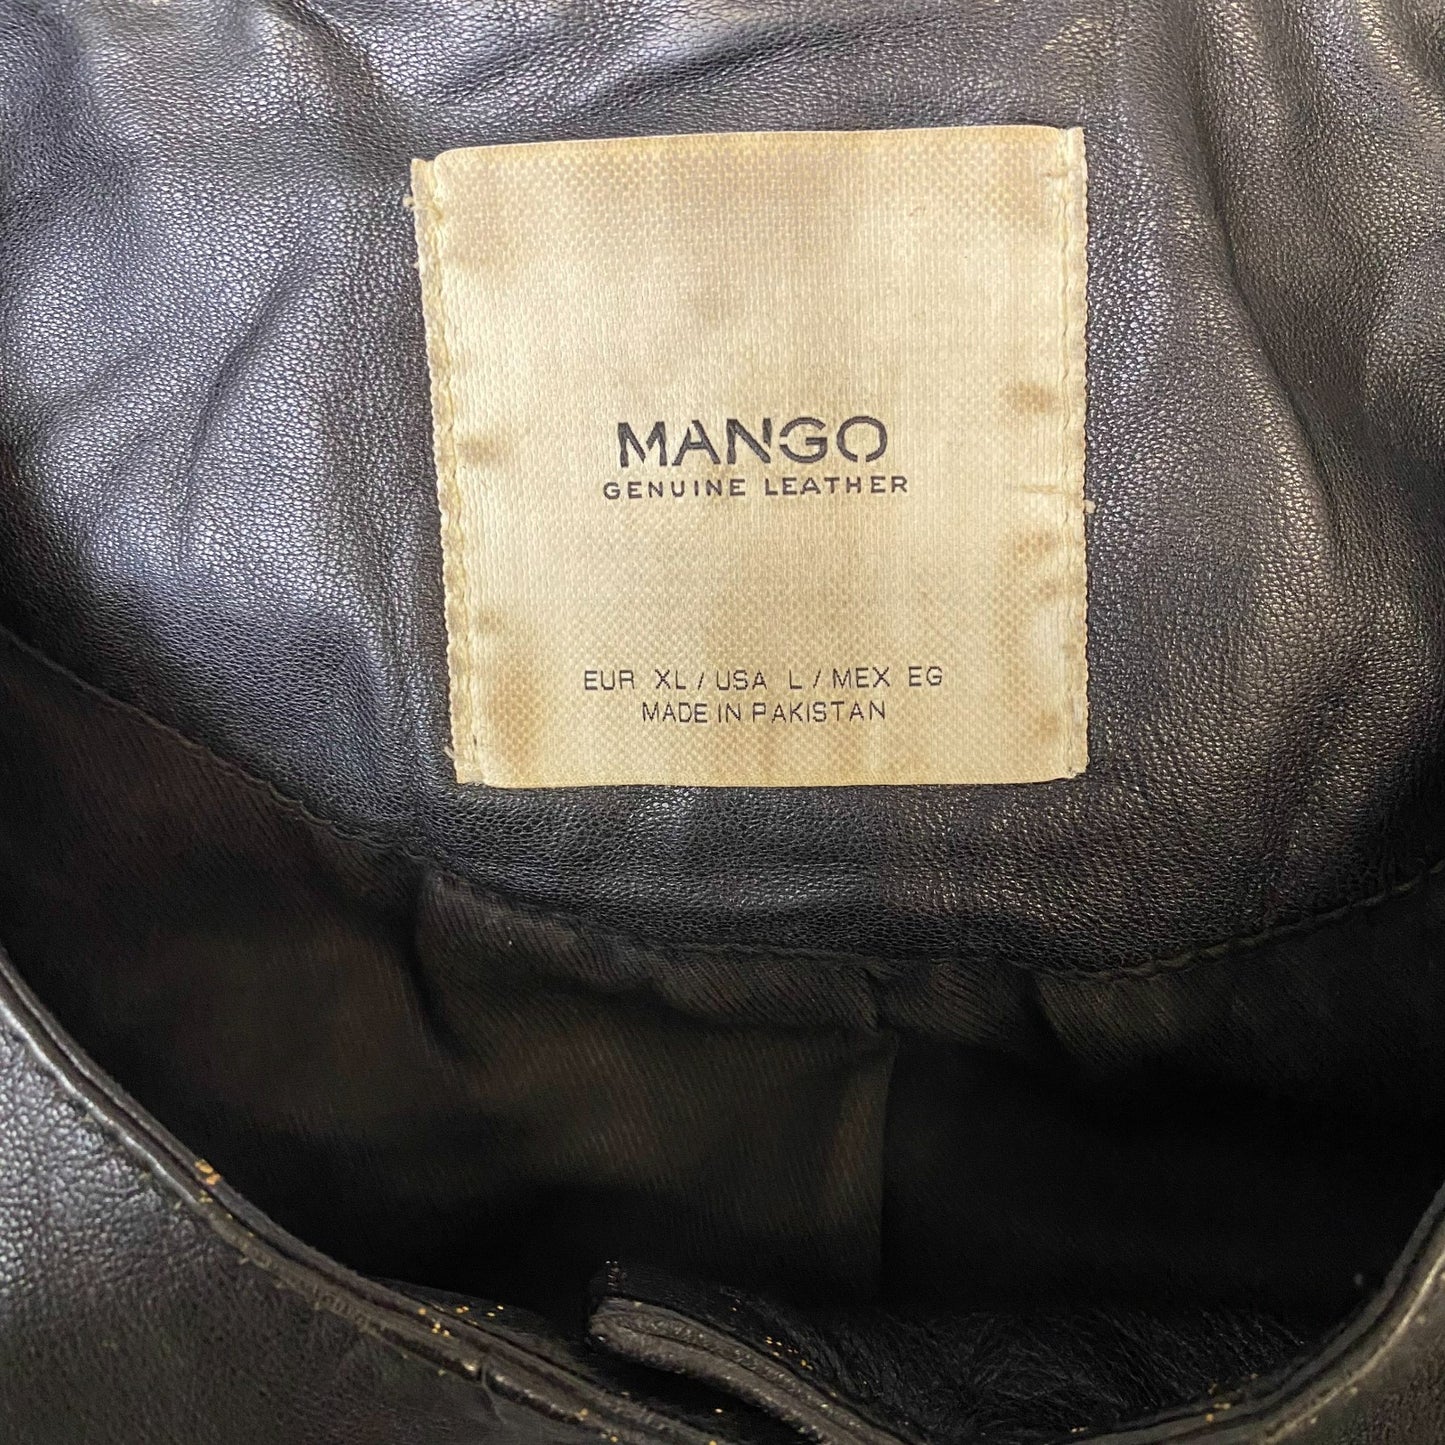 MANGO
GENUINE LEATHER
EUR XL / USA L / MEX EG
MADE IN PAKISTAN